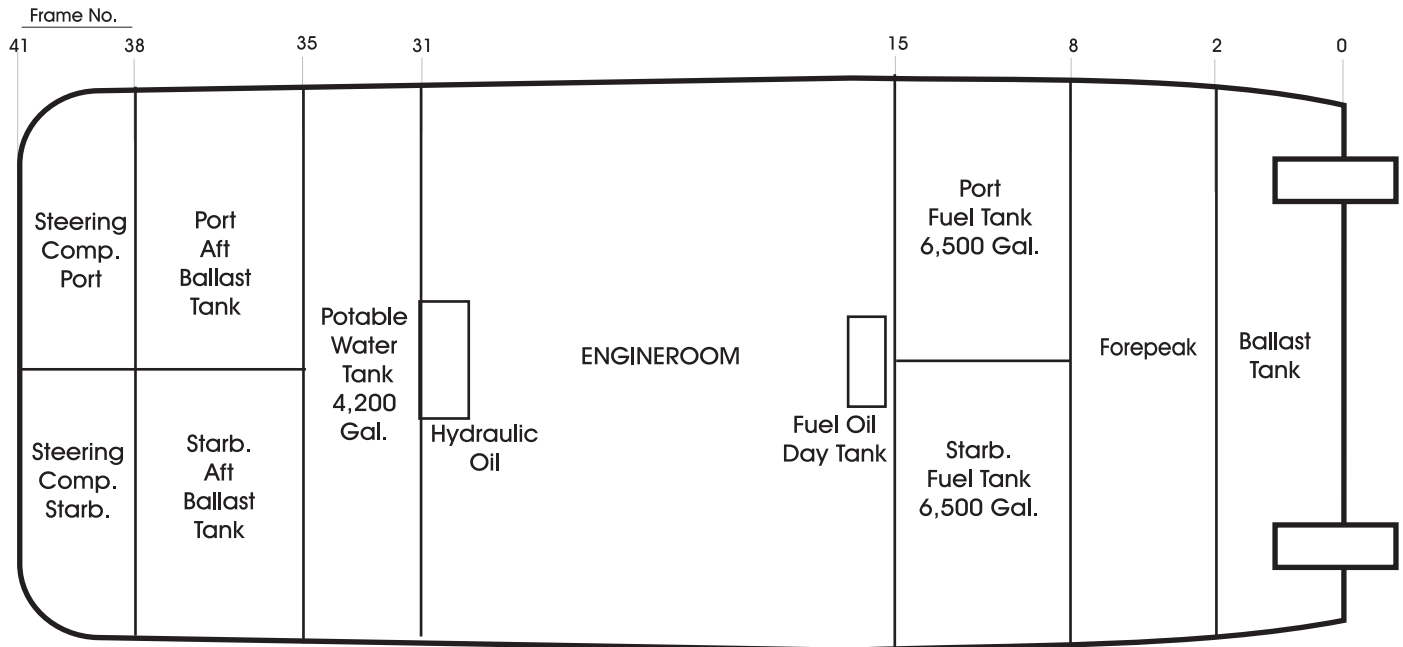 Frame No.
41
38
35
31
15
8
2
0
Steering
Comp.
Port
Port
Aft
Ballast
Tank
Potable
Water
Tank
4,200
Gal.
Hydraulic
Oil
ENGINEROOM
Fuel Oil
Day Tank
Port
Fuel Tank
6,500 Gal.
Forepeak
Ballast
Tank
Steering
Comp.
Starb.
Starb.
Aft
Ballast
Tank
Starb.
Fuel Tank
6,500 Gal.